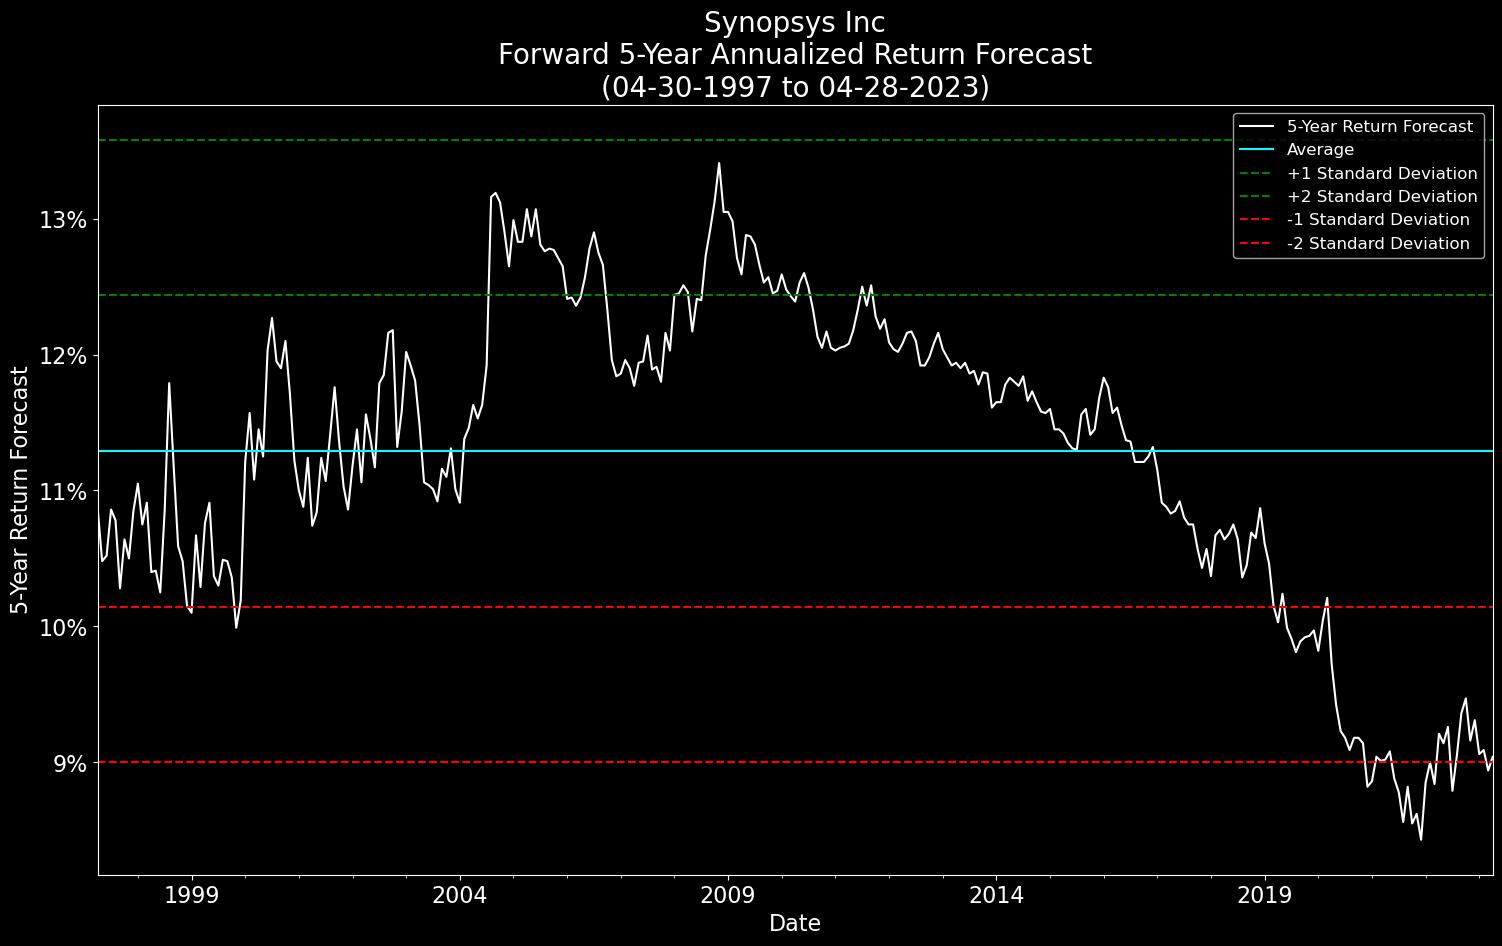 Synopsys Inc
Forward 5-Year Annualized Return Forecast
(04-30-1997 to 04-28-2023)
5-Year Return Forecast
Average
+1 Standard Deviation
+2 Standard Deviation
-1 Standard Deviation
-2 Standard Deviation
13%
12%
11%
10%
9%
5-Year Return Forecast
1999
2004
2009
2014
2019
Date